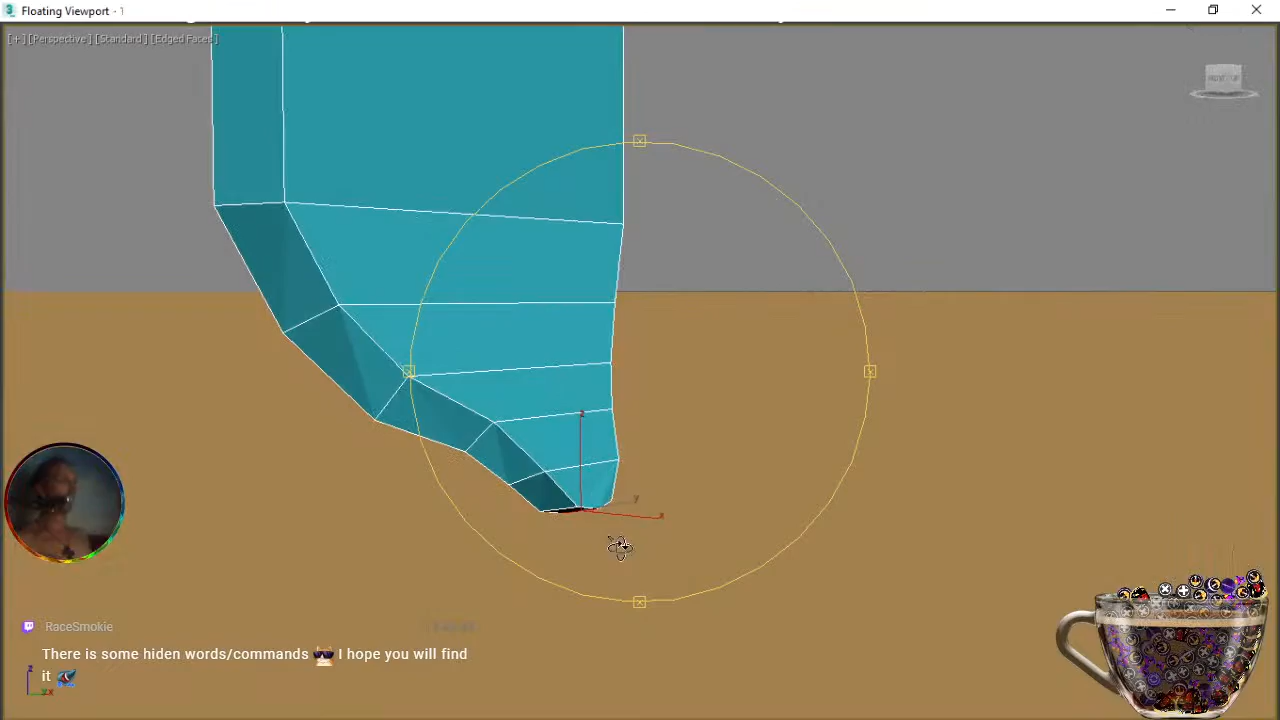 Floating Viewport - 1
[+] [Perspective] [Standard] [Edged Faces]
z
y
x
RaceSmokie
There is some hiden words/commands I hope you will find
it
z